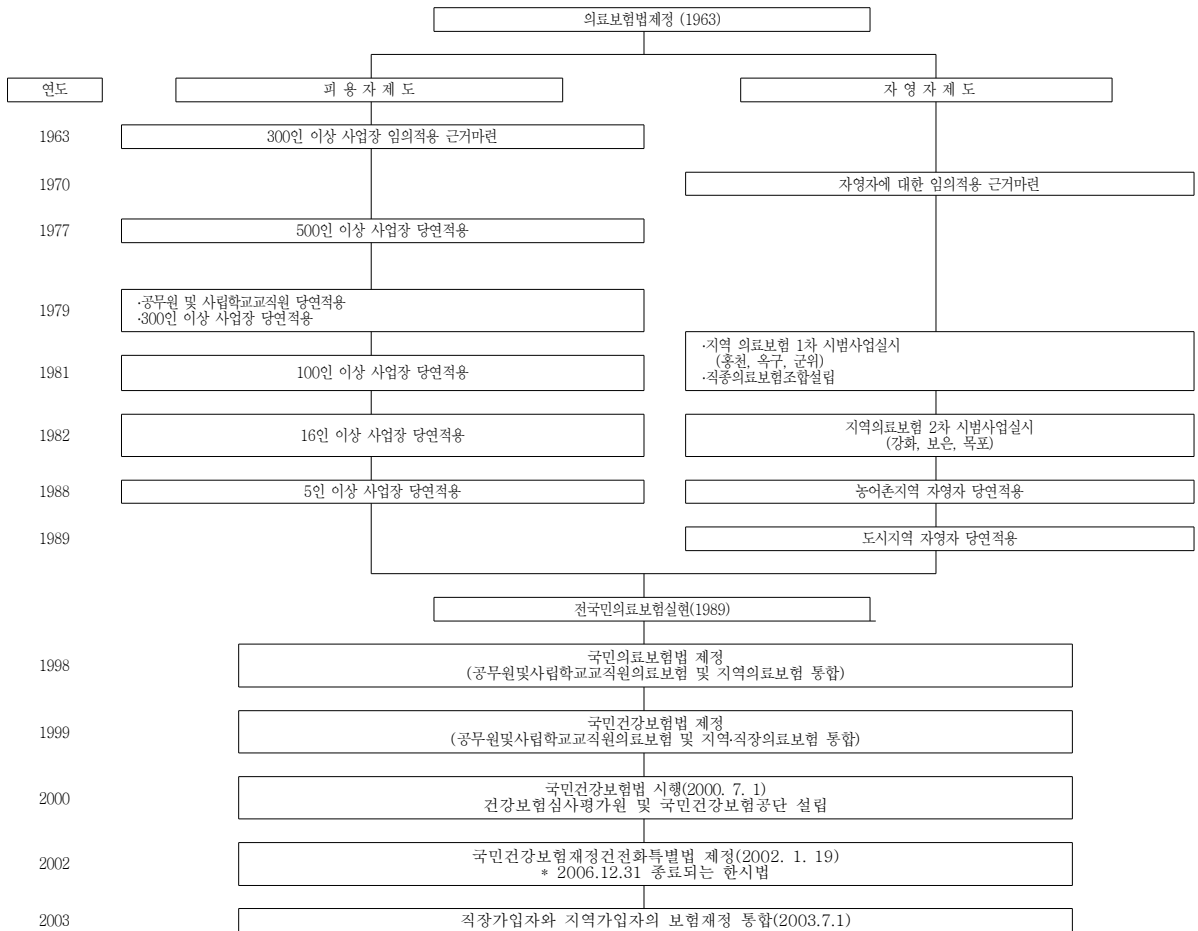 의료보험법제정 (1963)
연도
피 용 자 제 도
자 영 자 제 도
1963
300인 이상 사업장 임의적용 근거마련
1970
자영자에 대한 임의적용 근거마련
1977
500인 이상 사업장 당연적용
1979
·공무원 및 사립학교교직원 당연적용
·300인 이상 사업장 당연적용
1981
100인 이상 사업장 당연적용
·지역 의료보험 1차 시범사업실시
(홍천, 옥구, 군위)
·직종의료보험조합설립
1982
16인 이상 사업장 당연적용
지역의료보험 2차 시범사업실시
(강화, 보은, 목포)
1988
5인 이상 사업장 당연적용
농어촌지역 자영자 당연적용
1989
도시지역 자영자 당연적용
전국민의료보험실현(1989)
1998
국민의료보험법 제정
(공무원및사립학교교직원의료보험 및 지역의료보험 통합)
1999
국민건강보험법 제정
(공무원및사립학교교직원의료보험 및 지역·직장의료보험 통합)
2000
국민건강보험법 시행(2000. 7. 1)
건강보험심사평가원 및 국민건강보험공단 설립
2002
국민건강보험재정건전화특별법 제정(2002. 1. 19)
* 2006.12.31 종료되는 한시법
2003
직장가입자와 지역가입자의 보험재정 통합(2003.7.1)